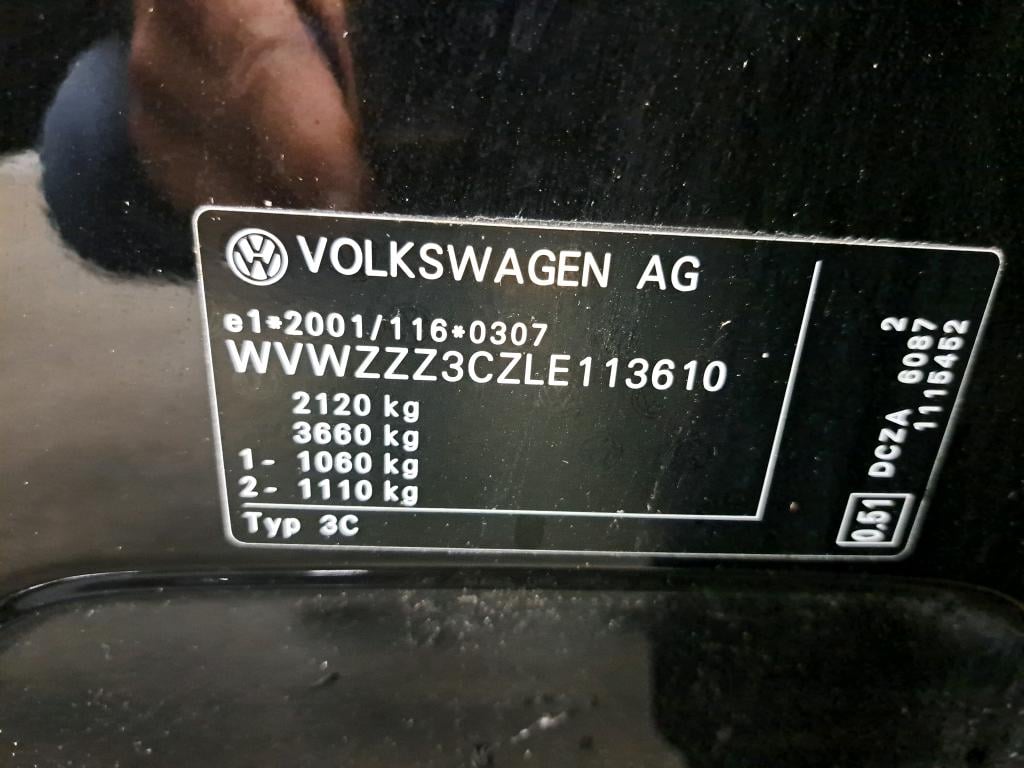 VOLKSWAGEN AG
e1*2001/116*0307
WVWZZZ3CZLE113610
2120 kg
3660 kg
1- 1060 kg
2- 1110 kg
Typ 3C
0,51 DCZA 6087 2
1115452